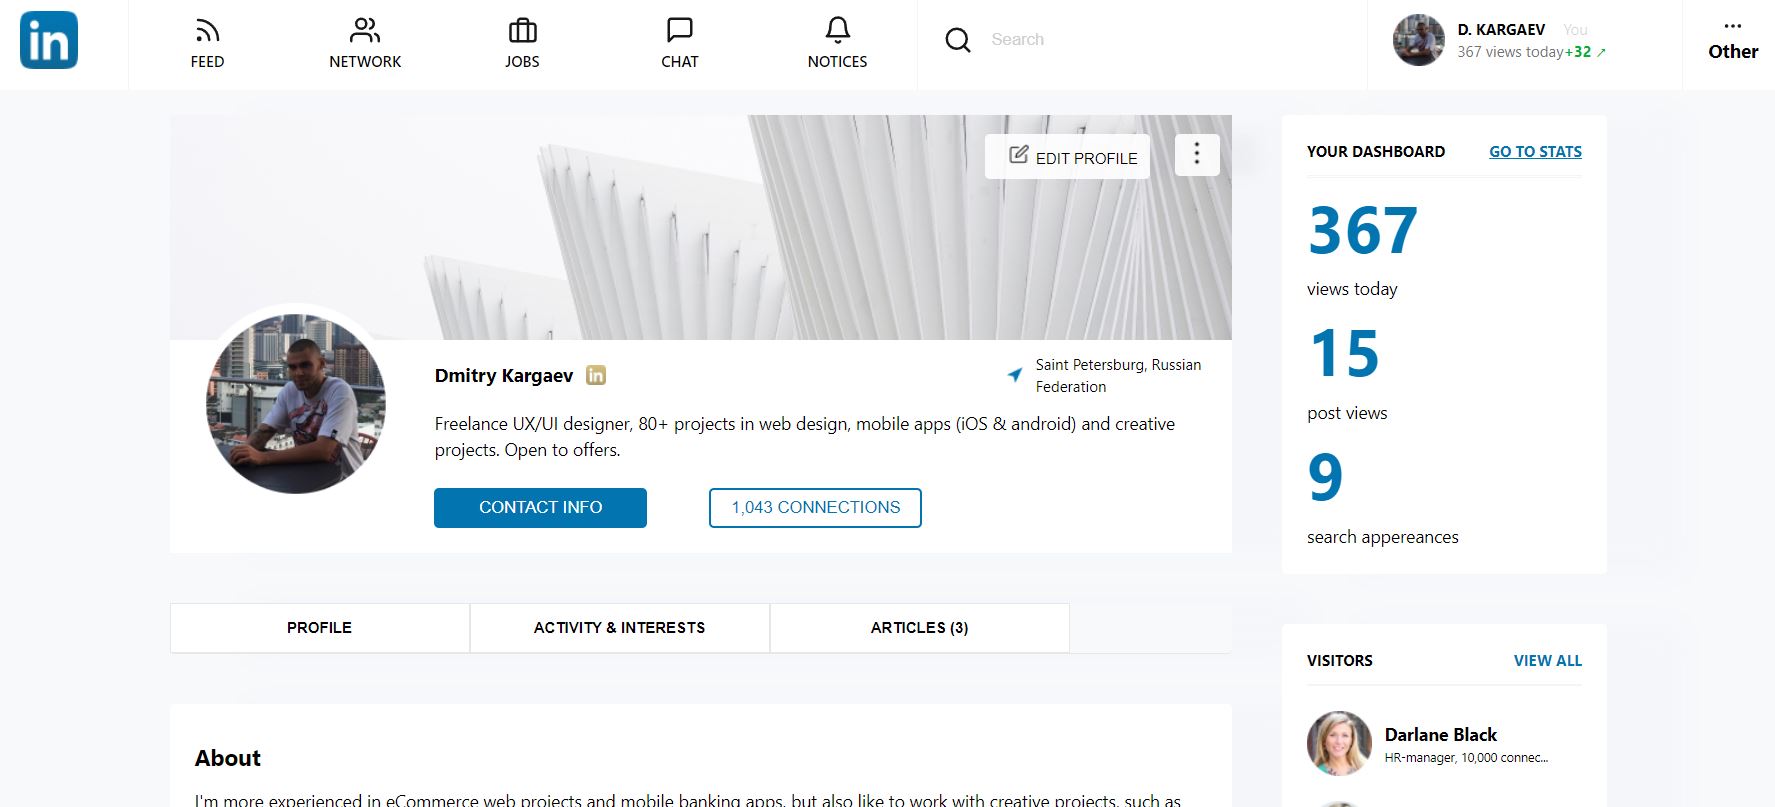 in
FEED
NETWORK
JOBS
CHAT
NOTICES
Search
D. KARGAEV You
367 views today+32 ↗
Other
EDIT PROFILE
YOUR DASHBOARD GO TO STATS
367
views today
15
post views
9
search appereances
Dmitry Kargaev in
Saint Petersburg, Russian
Federation
Freelance UX/UI designer, 80+ projects in web design, mobile apps (iOS & android) and creative
projects. Open to offers.
CONTACT INFO
1,043 CONNECTIONS
PROFILE
ACTIVITY & INTERESTS
ARTICLES (3)
VISITORS VIEW ALL
Darlane Black
HR-manager, 10,000 connec...
About
I'm more experienced in eCommerce web projects and mobile banking apps, but also like to work with creative projects, such as